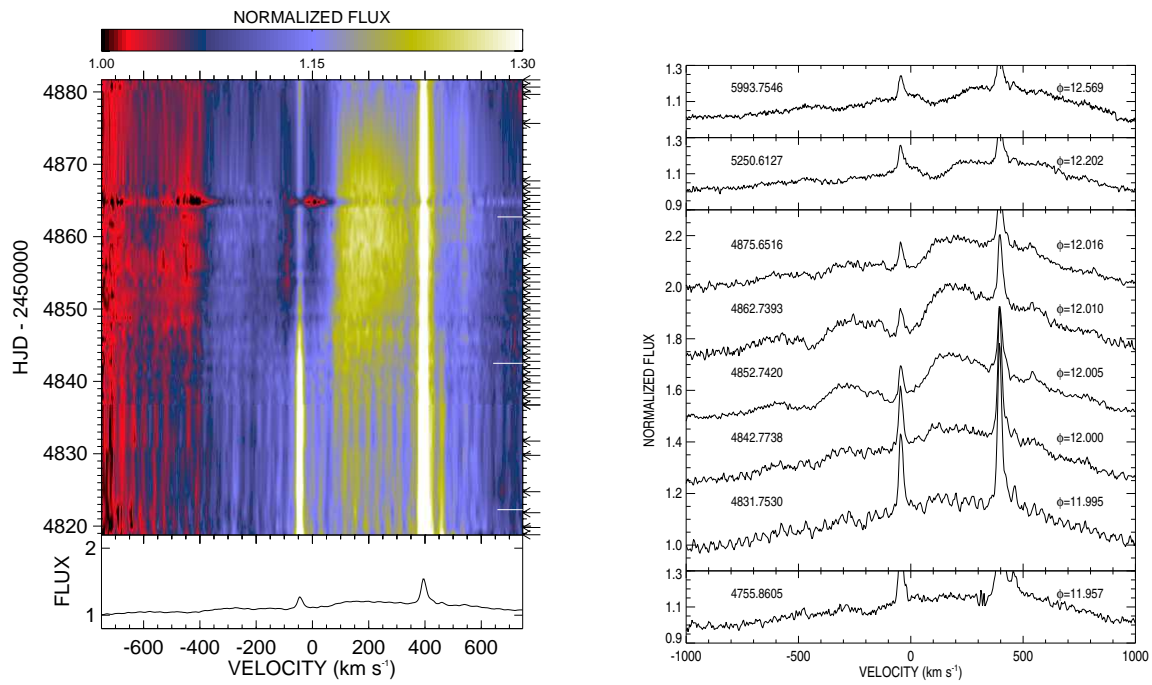 NORMALIZED FLUX
1.00 1.15 1.30
HJD - 2450000
4880
4870
4860
4850
4840
4830
4820
FLUX
2
1
-600 -400 -200 0 200 400 600
VELOCITY (km s-1)
NORMALIZED FLUX
1.3
1.1
5993.7546 ϕ=12.569
1.3
1.1
0.9
5250.6127 ϕ=12.202
2.2
2.0
1.8
1.6
1.4
1.2
1.0
4875.6516 ϕ=12.016
4862.7393 ϕ=12.010
4852.7420 ϕ=12.005
4842.7738 ϕ=12.000
4831.7530 ϕ=11.995
1.3
1.1
0.9
4755.8605 ϕ=11.957
-1000 -500 0 500 1000
VELOCITY (km s-1)